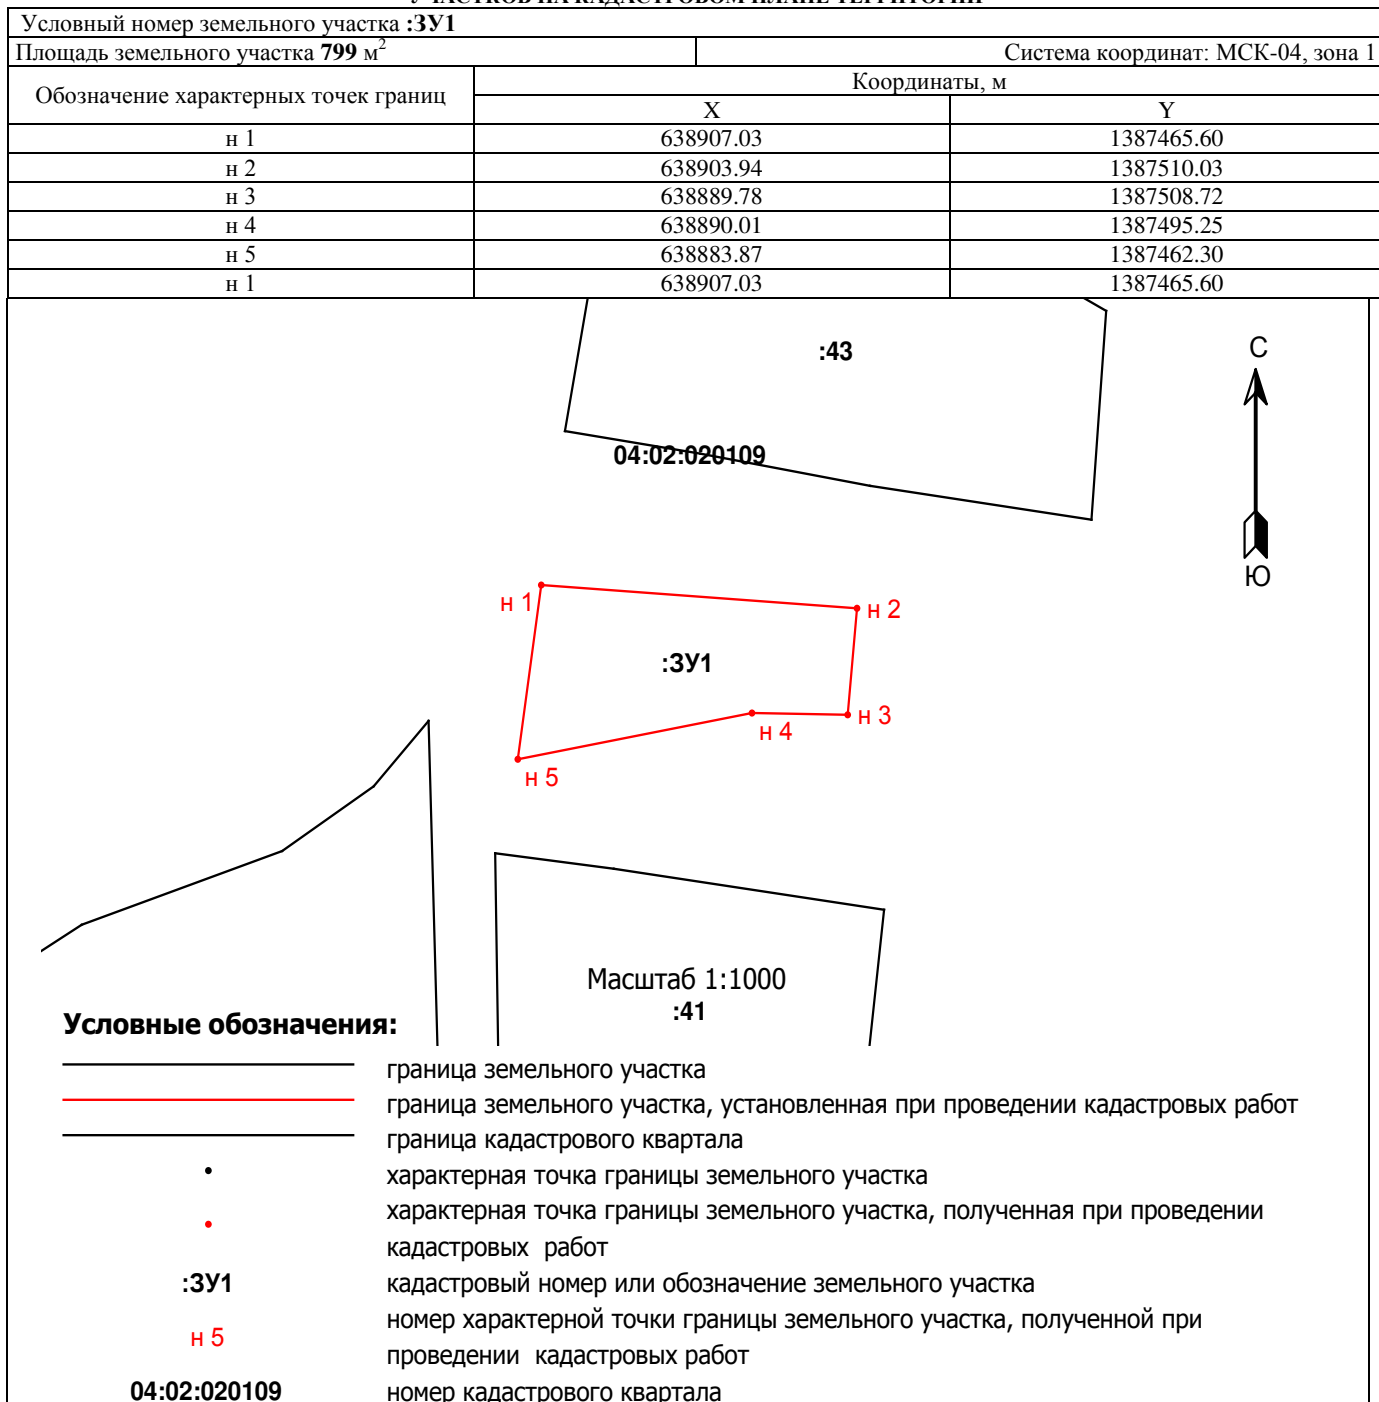 УЧАСТКОВ НА КАДАСТРОВОМ ПЛАНЕ ТЕРРИТОРИИ
Условный номер земельного участка :ЗУ1
Площадь земельного участка 799 м²
Система координат: МСК-04, зона 1
Обозначение характерных точек границ
Координаты, м
X
Y
н 1
638907.03
1387465.60
н 2
638903.94
1387510.03
н 3
638889.78
1387508.72
н 4
638890.01
1387495.25
н 5
638883.87
1387462.30
н 1
638907.03
1387465.60
:43
С
04:02:020109
Ю
н 1
н 2
:ЗУ1
н 3
н 4
н 5
Масштаб 1:1000
:41
Условные обозначения:
граница земельного участка
граница земельного участка, установленная при проведении кадастровых работ
граница кадастрового квартала
характерная точка границы земельного участка
характерная точка границы земельного участка, полученная при проведении
кадастровых работ
:ЗУ1
кадастровый номер или обозначение земельного участка
н 5
номер характерной точки границы земельного участка, полученной при
проведении кадастровых работ
04:02:020109
номер кадастрового квартала